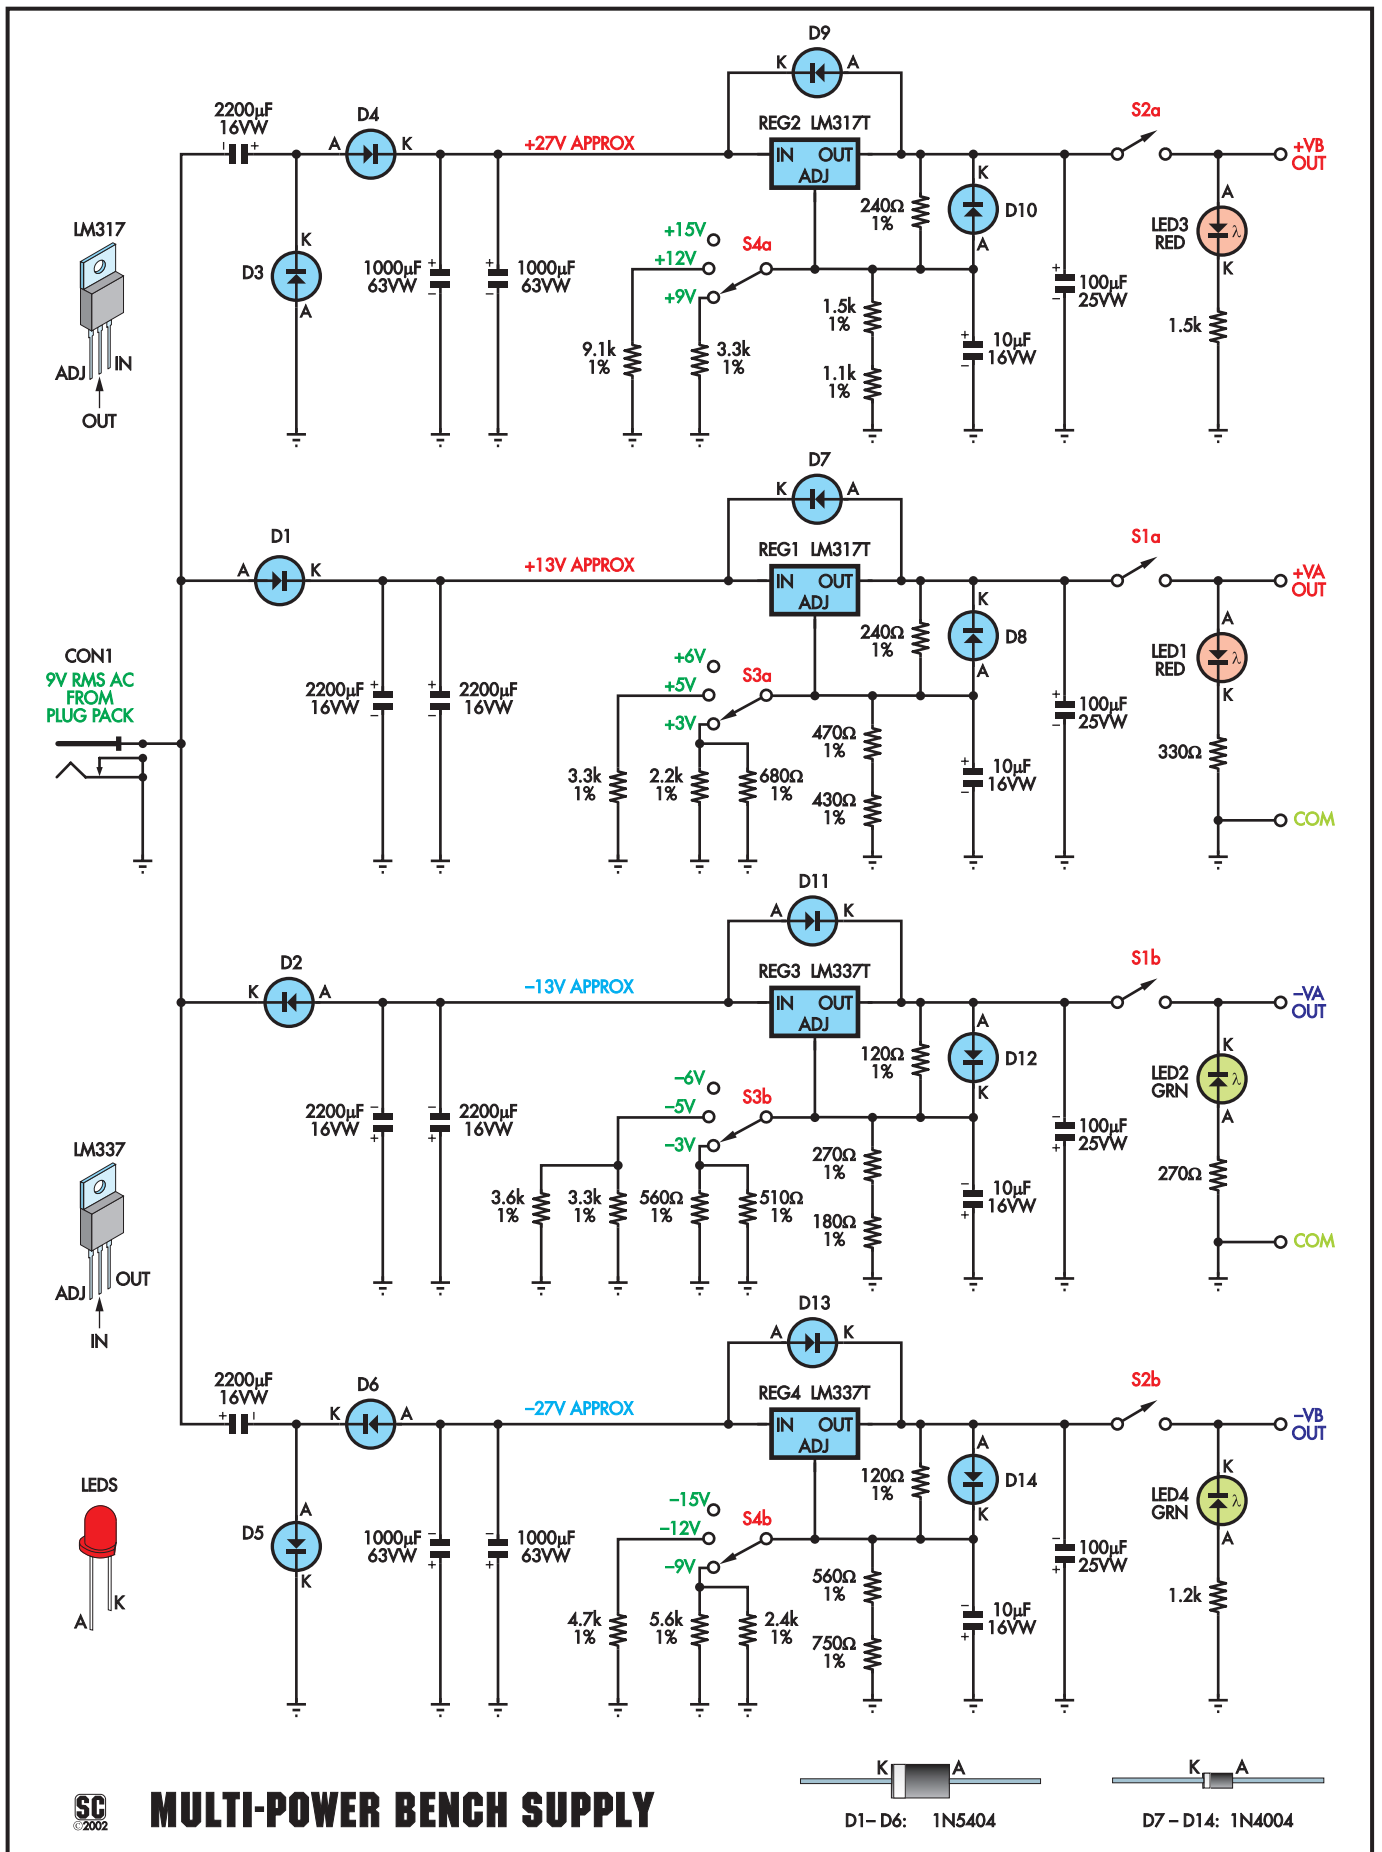 D9
K A
2200µF
16VW
- +
D4
A K
+27V APPROX
REG2 LM317T
IN OUT
ADJ
S2a
+VB
OUT
LM317
ADJ
IN
OUT
K
D3
A
+
1000µF
63VW
-
+
1000µF
63VW
-
+15V
+12V
+9V
S4a
9.1k
1%
3.3k
1%
240Ω
1%
K
D10
A
1.5k
1%
1.1k
1%
+
10µF
16VW
-
+
100µF
25VW
-
A
LED3
RED
λ
K
1.5k
D7
K A
D1
A K
+13V APPROX
REG1 LM317T
IN OUT
ADJ
S1a
+VA
OUT
CON1
9V RMS AC
FROM
PLUG PACK
+
2200µF
16VW
-
+
2200µF
16VW
-
+6V
+5V
+3V
S3a
3.3k
1%
2.2k
1%
680Ω
1%
240Ω
1%
K
D8
A
470Ω
1%
430Ω
1%
+
10µF
16VW
-
+
100µF
25VW
-
A
LED1
RED
λ
K
330Ω
COM
D11
A K
D2
K A
–13V APPROX
REG3 LM337T
IN OUT
ADJ
S1b
–VA
OUT
LM337
ADJ
OUT
IN
-
2200µF
16VW
+
-
2200µF
16VW
+
–6V
–5V
–3V
S3b
3.6k
1%
3.3k
1%
560Ω
1%
510Ω
1%
120Ω
1%
A
D12
K
270Ω
1%
180Ω
1%
-
10µF
16VW
+
-
100µF
25VW
+
K
LED2
GRN
λ
A
270Ω
COM
D13
A K
2200µF
16VW
+ -
D6
K A
–27V APPROX
REG4 LM337T
IN OUT
ADJ
S2b
–VB
OUT
LEDS
A
K
A
D5
K
-
1000µF
63VW
+
-
1000µF
63VW
+
–15V
–12V
–9V
S4b
4.7k
1%
5.6k
1%
2.4k
1%
120Ω
1%
A
D14
K
560Ω
1%
750Ω
1%
-
10µF
16VW
+
-
100µF
25VW
+
K
LED4
GRN
λ
A
1.2k
SC
©2002
MULTI-POWER BENCH SUPPLY
K A
D1– D6: 1N5404
K A
D7 – D14: 1N4004